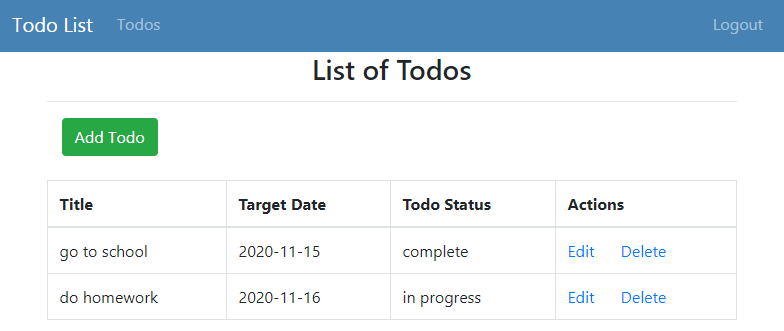 Todo List Todos Logout
List of Todos
Add Todo
Title Target Date Todo Status Actions
go to school 2020-11-15 complete Edit Delete
do homework 2020-11-16 in progress Edit Delete